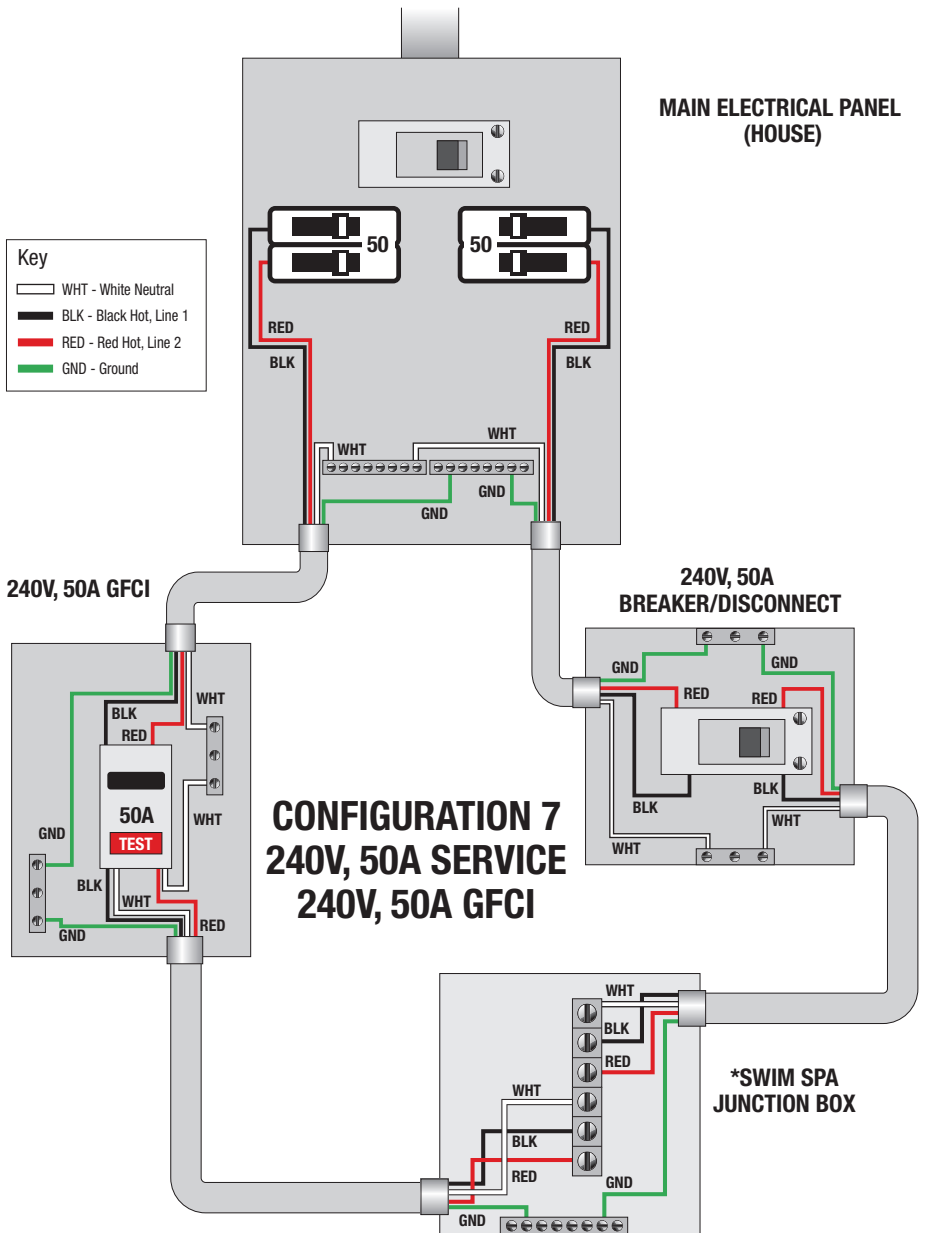 MAIN ELECTRICAL PANEL
(HOUSE)
50
50
Key
WHT - White Neutral
BLK - Black Hot, Line 1
RED - Red Hot, Line 2
GND - Ground
RED
RED
BLK
BLK
WHT
WHT
GND
GND
240V, 50A GFCI
240V, 50A
BREAKER/DISCONNECT
GND
GND
RED
RED
BLK
BLK
WHT
WHT
WHT
BLK
RED
50A
TEST
WHT
GND
BLK
WHT
RED
GND
CONFIGURATION 7
240V, 50A SERVICE
240V, 50A GFCI
WHT
BLK
RED
WHT
BLK
RED
GND
GND
*SWIM SPA
JUNCTION BOX